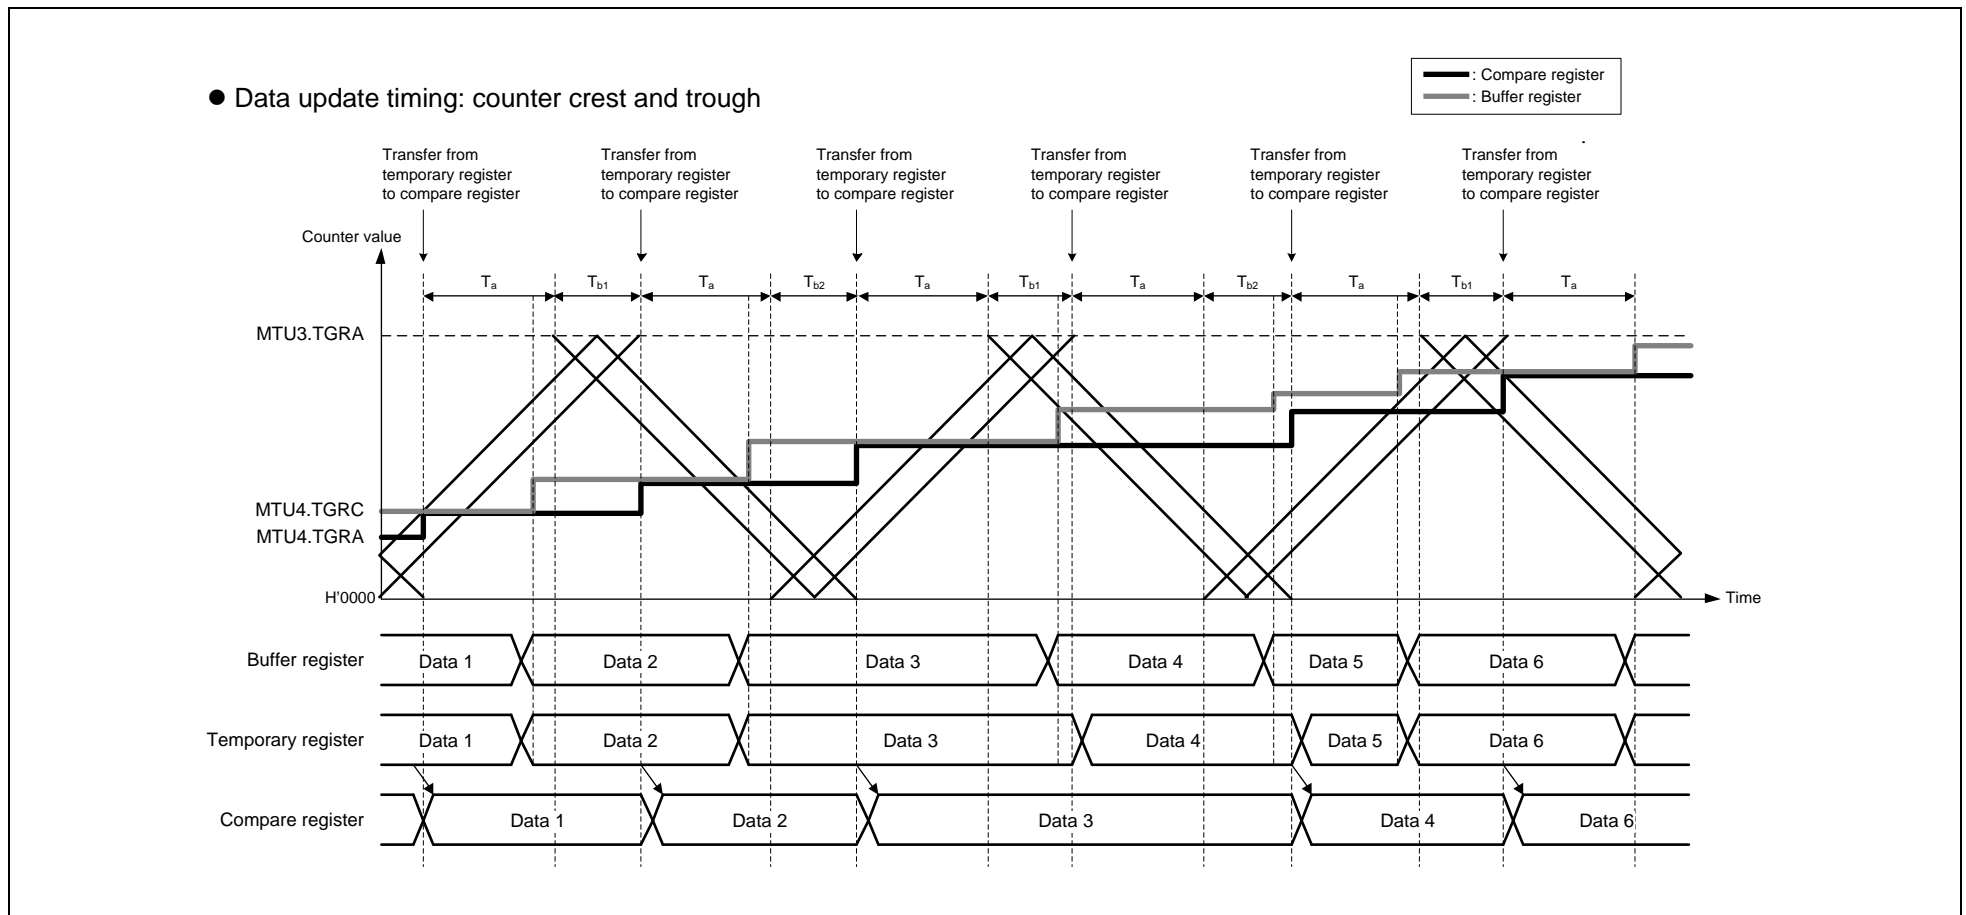 : Compare register
: Buffer register
● Data update timing: counter crest and trough
Transfer from
temporary register
to compare register
Transfer from
temporary register
to compare register
Transfer from
temporary register
to compare register
Transfer from
temporary register
to compare register
Transfer from
temporary register
to compare register
Transfer from
temporary register
to compare register
Counter value
Ta Tb1 Ta Tb2 Ta Tb1 Ta Tb2 Ta Tb1 Ta
MTU3.TGRA
MTU4.TGRC
MTU4.TGRA
H'0000
Time
Buffer register Data 1 Data 2 Data 3 Data 4 Data 5 Data 6
Temporary register Data 1 Data 2 Data 3 Data 4 Data 5 Data 6
Compare register Data 1 Data 2 Data 3 Data 4 Data 6